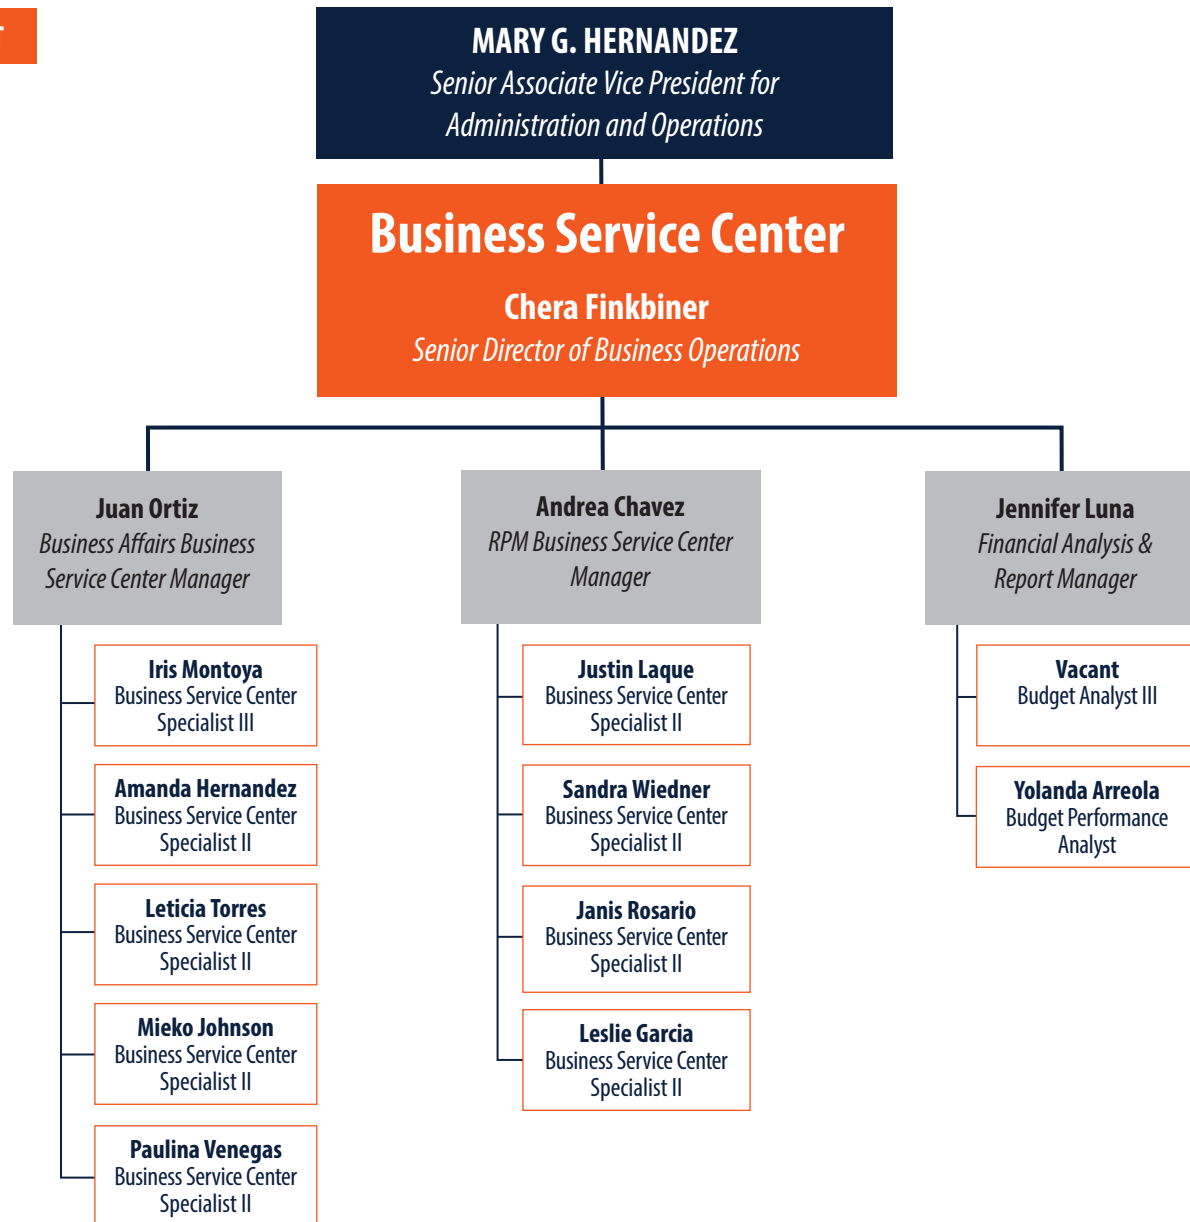 MARY G. HERNANDEZ
Senior Associate Vice President for
Administration and Operations
Business Service Center
Chera Finkbiner
Senior Director of Business Operations
Juan Ortiz
Business Affairs Business
Service Center Manager
Iris Montoya
Business Service Center
Specialist III
Amanda Hernandez
Business Service Center
Specialist II
Leticia Torres
Business Service Center
Specialist II
Mieko Johnson
Business Service Center
Specialist II
Paulina Venegas
Business Service Center
Specialist II
Andrea Chavez
RPM Business Service Center
Manager
Justin Laque
Business Service Center
Specialist II
Sandra Wiedner
Business Service Center
Specialist II
Janis Rosario
Business Service Center
Specialist II
Leslie Garcia
Business Service Center
Specialist II
Jennifer Luna
Financial Analysis &
Report Manager
Vacant
Budget Analyst III
Yolanda Arreola
Budget Performance
Analyst